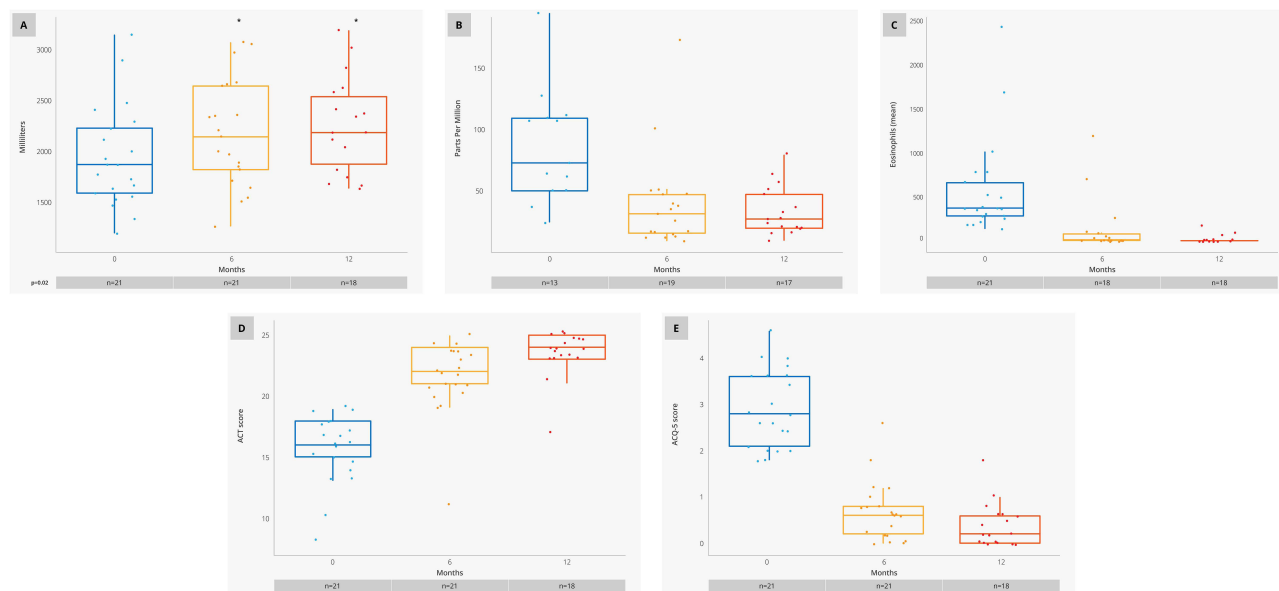 A
*
*
3000
2500
2000
1500
Milliliters
0
6
12
Months
p=0.02
n=21
n=21
n=18
B
150
100
50
Parts Per Million
0
6
12
Months
n=13
n=19
n=17
C
2500
2000
1500
1000
500
0
Eosinophils (mean)
0
6
12
Months
n=21
n=18
n=18
D
25
20
15
10
ACT score
0
6
12
Months
n=21
n=21
n=18
E
4
3
2
1
0
ACQ-5 score
0
6
12
Months
n=21
n=21
n=18